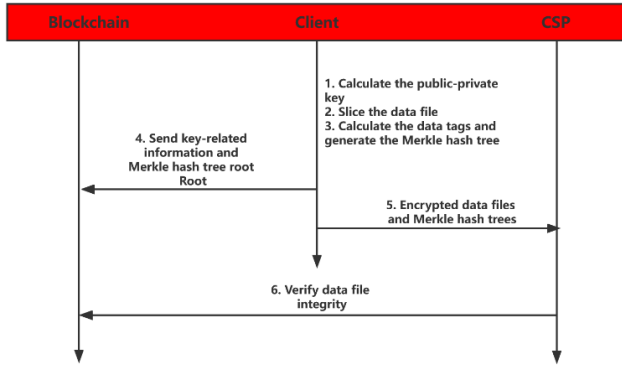 Blockchain Client CSP
1. Calculate the public-private
key
2. Slice the data file
3. Calculate the data tags and
generate the Merkle hash tree
4. Send key-related
information and
Merkle hash tree root
Root
5. Encrypted data files
and Merkle hash trees
6. Verify data file
integrity